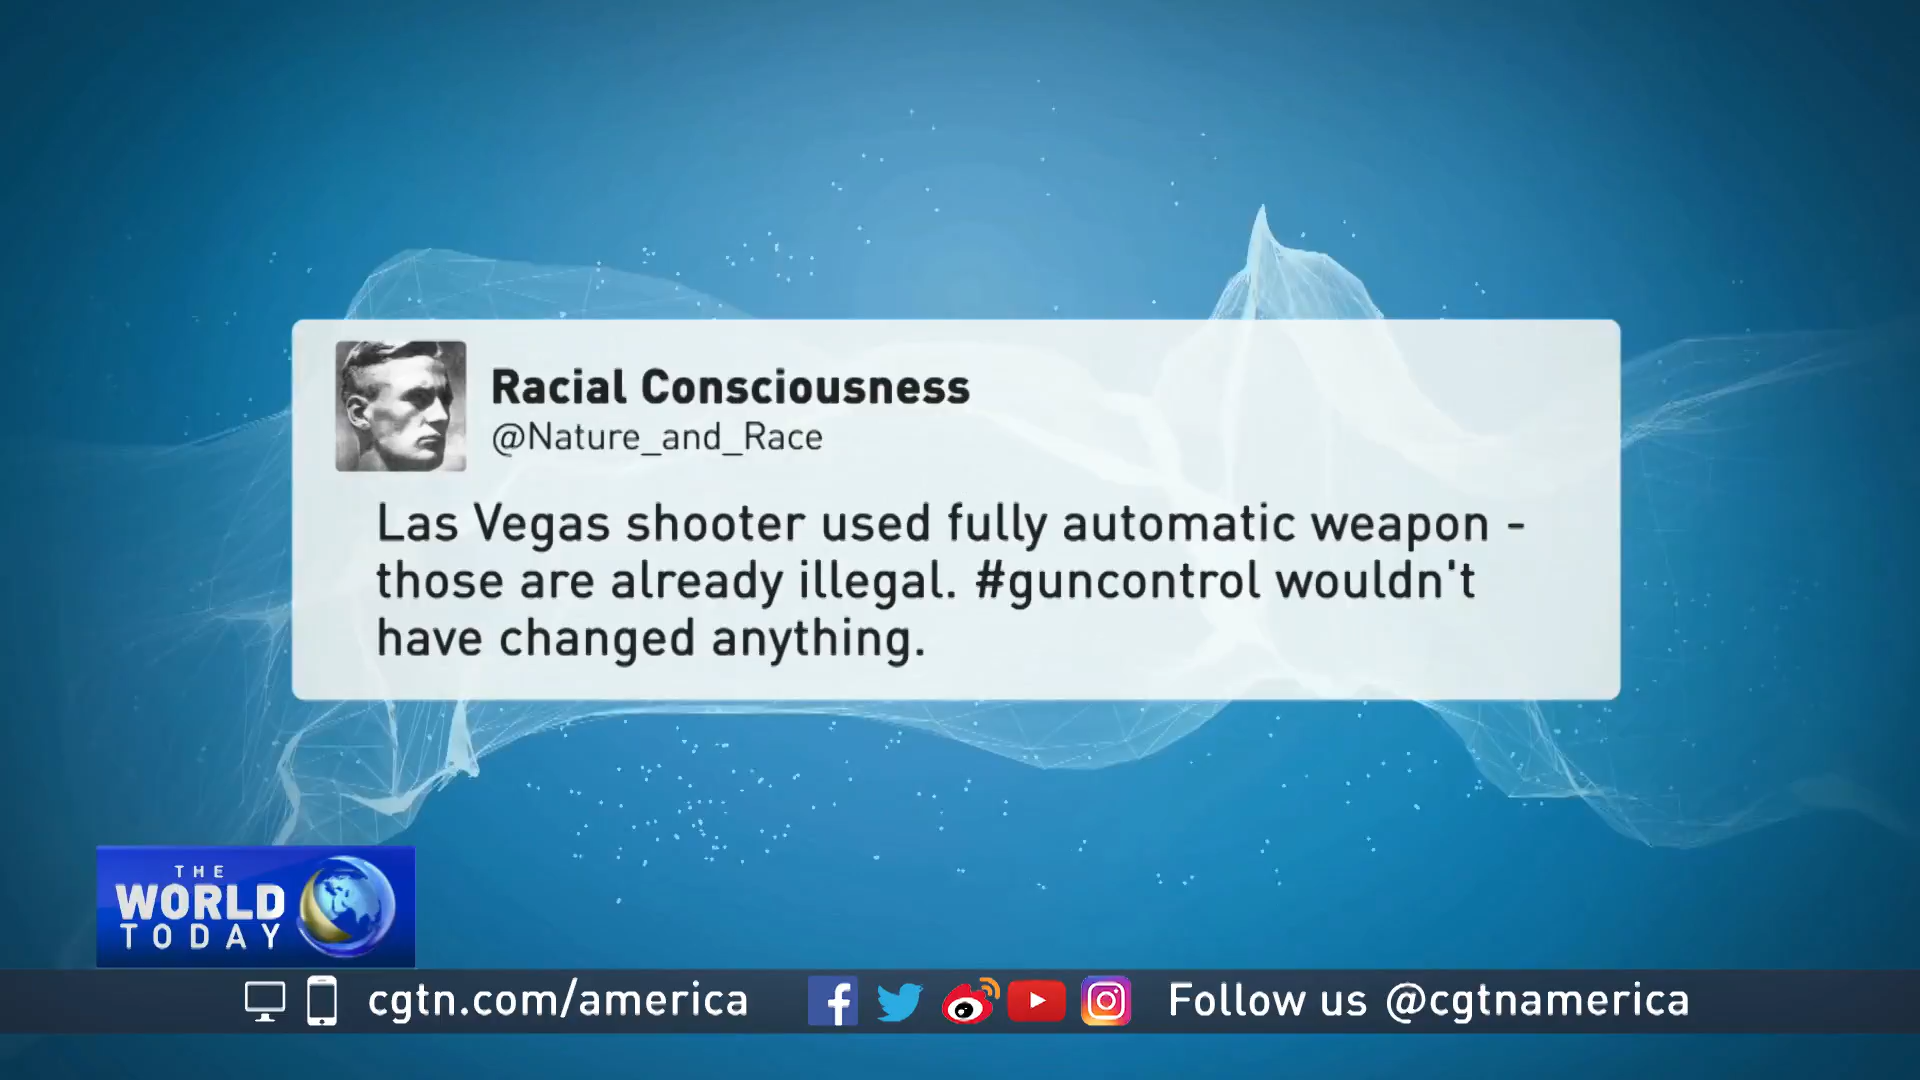 Racial Consciousness
@Nature_and_Race
Las Vegas shooter used fully automatic weapon -
those are already illegal. #guncontrol wouldn't
have changed anything.
THE
WORLD
TODAY
cgtn.com/america
Follow us @cgtnamerica